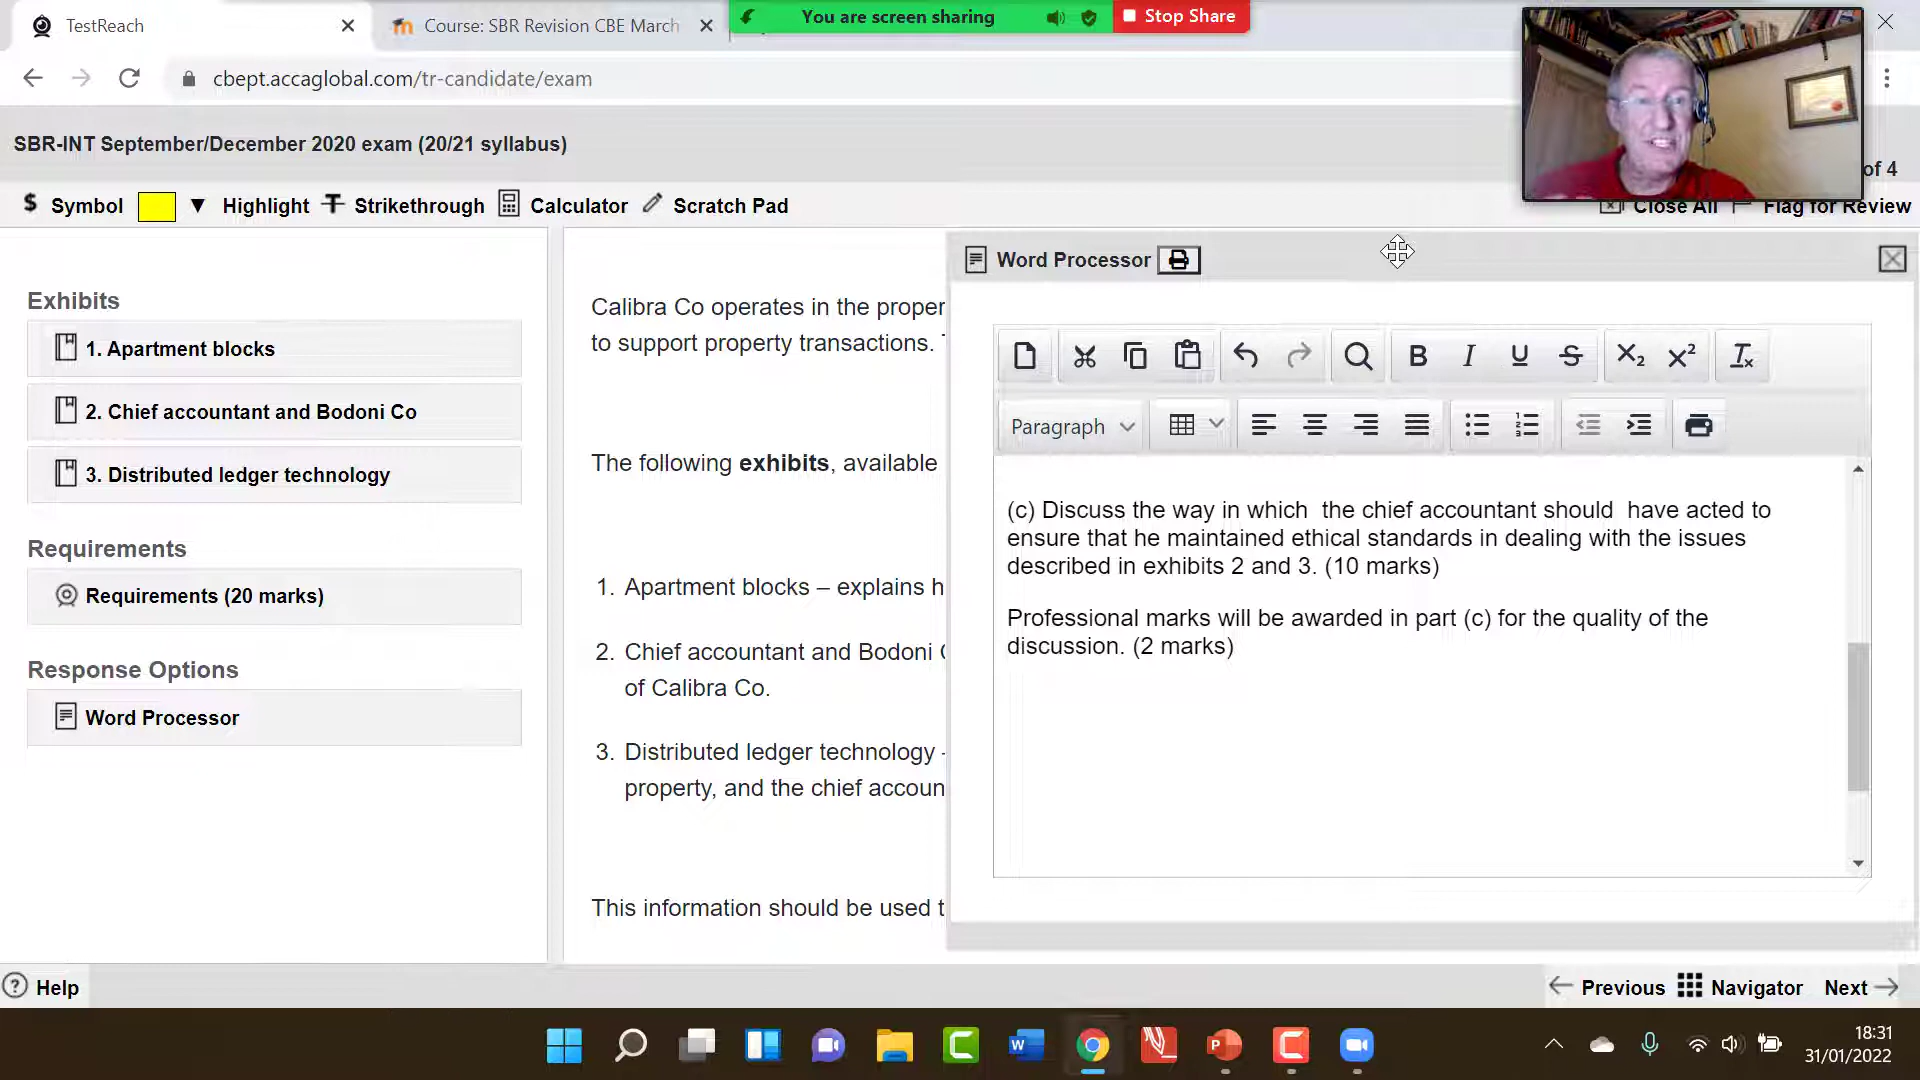 TestReach
Course: SBR Revision CBE March
You are screen sharing
Stop Share
cbept.accaglobal.com/tr-candidate/exam
SBR-INT September/December 2020 exam (20/21 syllabus)
of 4
Symbol
Highlight
Strikethrough
Calculator
Scratch Pad
Close All
Flag for Review
Exhibits
1. Apartment blocks
2. Chief accountant and Bodoni Co
3. Distributed ledger technology
Requirements
Requirements (20 marks)
Response Options
Word Processor
Calibra Co operates in the proper
to support property transactions.
The following exhibits, available
1. Apartment blocks – explains h
2. Chief accountant and Bodoni
of Calibra Co.
3. Distributed ledger technology -
property, and the chief accoun
This information should be used t
Word Processor
Paragraph
(c) Discuss the way in which the chief accountant should have acted to
ensure that he maintained ethical standards in dealing with the issues
described in exhibits 2 and 3. (10 marks)
Professional marks will be awarded in part (c) for the quality of the
discussion. (2 marks)
Help
Previous
Navigator
Next
18:31
31/01/2022